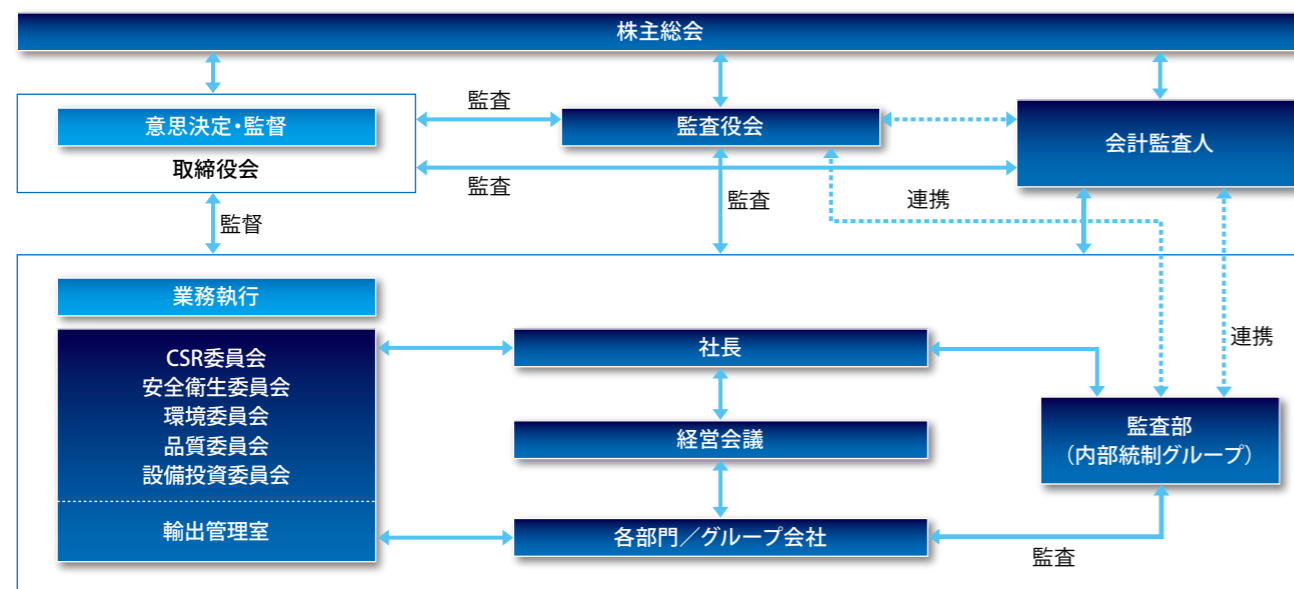 株主総会
監査
意思決定・監督
監査役会
会計監査人
取締役会
監査
監査
連携
監督
業務執行
連携
CSR委員会
安全衛生委員会
環境委員会
品質委員会
設備投資委員会
輸出管理室
社長
経営会議
監査部
（内部統制グループ）
各部門／グループ会社
監査